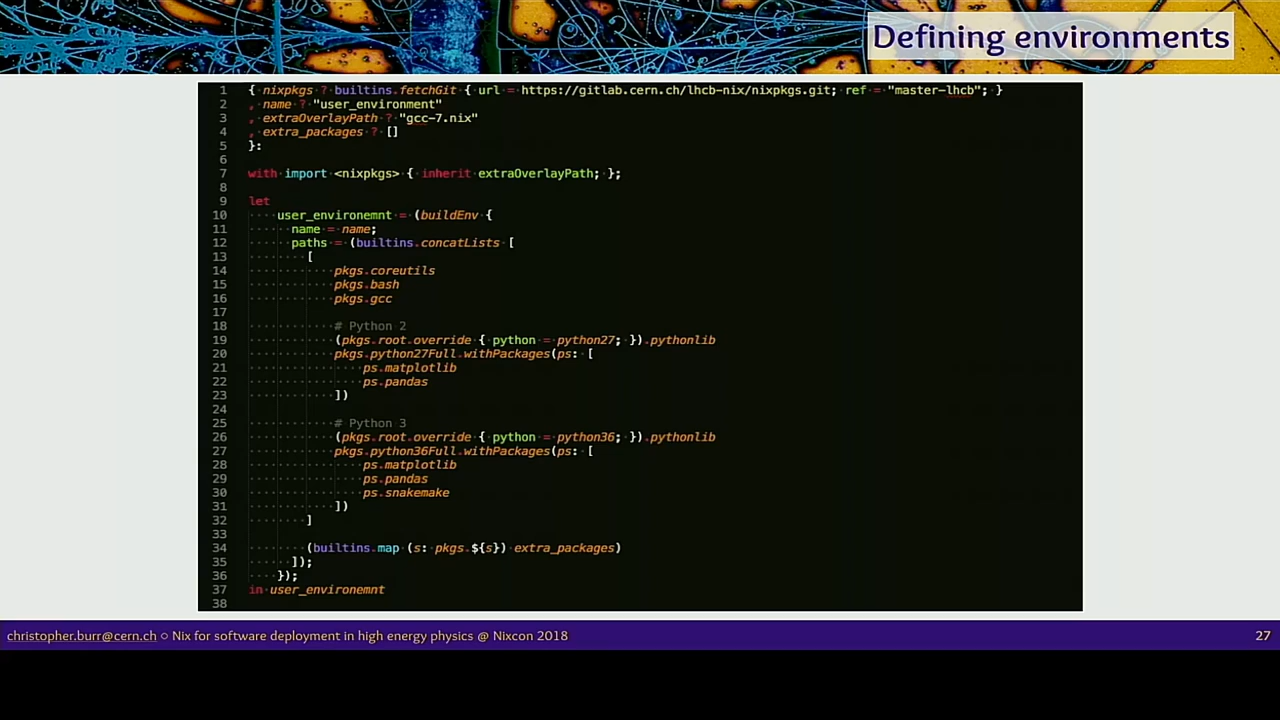 Defining environments
1 { nixpkgs ? builtins.fetchGit { url = https://gitlab.cern.ch/lhcb-nix/nixpkgs.git; ref = "master-lhcb"; }
2 , name ? "user_environment"
3 , extraOverlayPath ? "gcc-7.nix"
4 , extra_packages ? []
5 }:
6
7 with import <nixpkgs> { inherit extraOverlayPath; };
8
9 let
10 user_environemnt = (buildEnv {
11 name = name;
12 paths = (builtins.concatLists [
13 [
14 pkgs.coreutils
15 pkgs.bash
16 pkgs.gcc
17
18 # Python 2
19 (pkgs.root.override { python = python27; }).pythonlib
20 pkgs.python27Full.withPackages(ps: [
21 ps.matplotlib
22 ps.pandas
23 ])
24
25 # Python 3
26 (pkgs.root.override { python = python36; }).pythonlib
27 pkgs.python36Full.withPackages(ps: [
28 ps.matplotlib
29 ps.pandas
30 ps.snakemake
31 ])
32 ]
33
34 (builtins.map (s: pkgs.${s}) extra_packages)
35 ]);
36 });
37 in user_environemnt
38
christopher.burr@cern.ch ○ Nix for software deployment in high energy physics @ Nixcon 2018 27